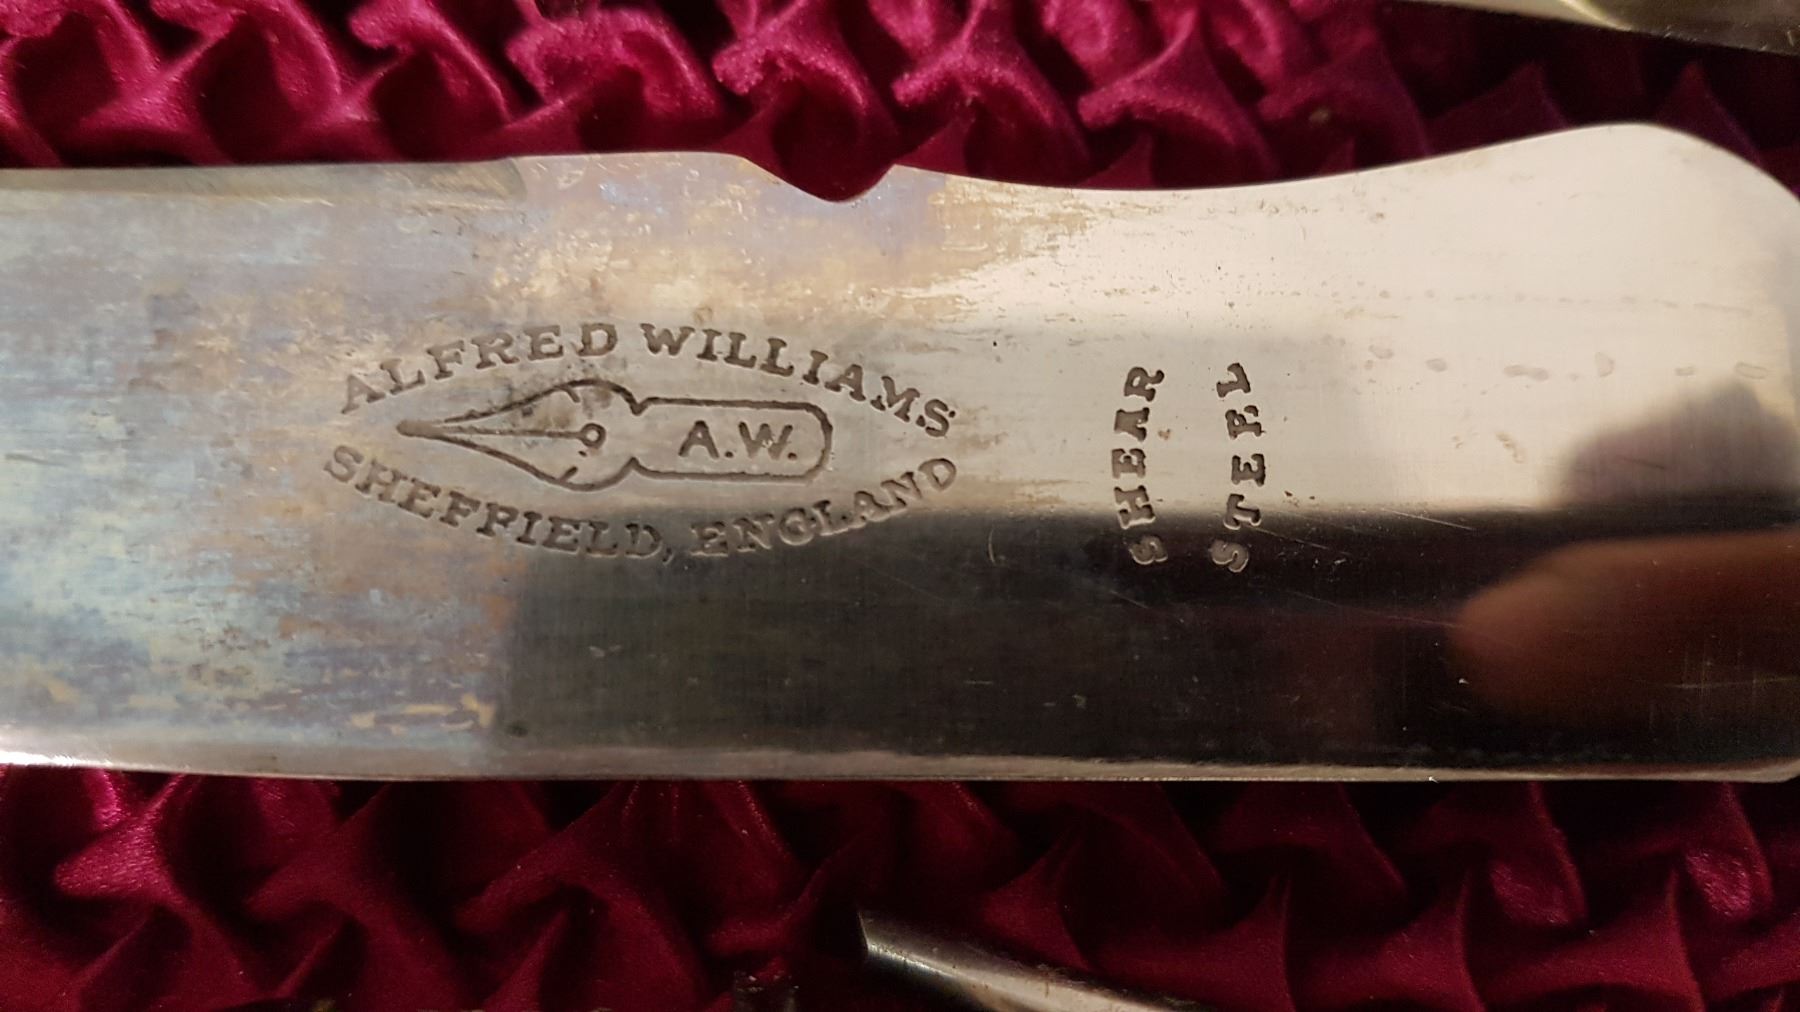 ALFRED WILLIAMS
A.W.
SHEFFIELD, ENGLAND
SHEAR
STEEL